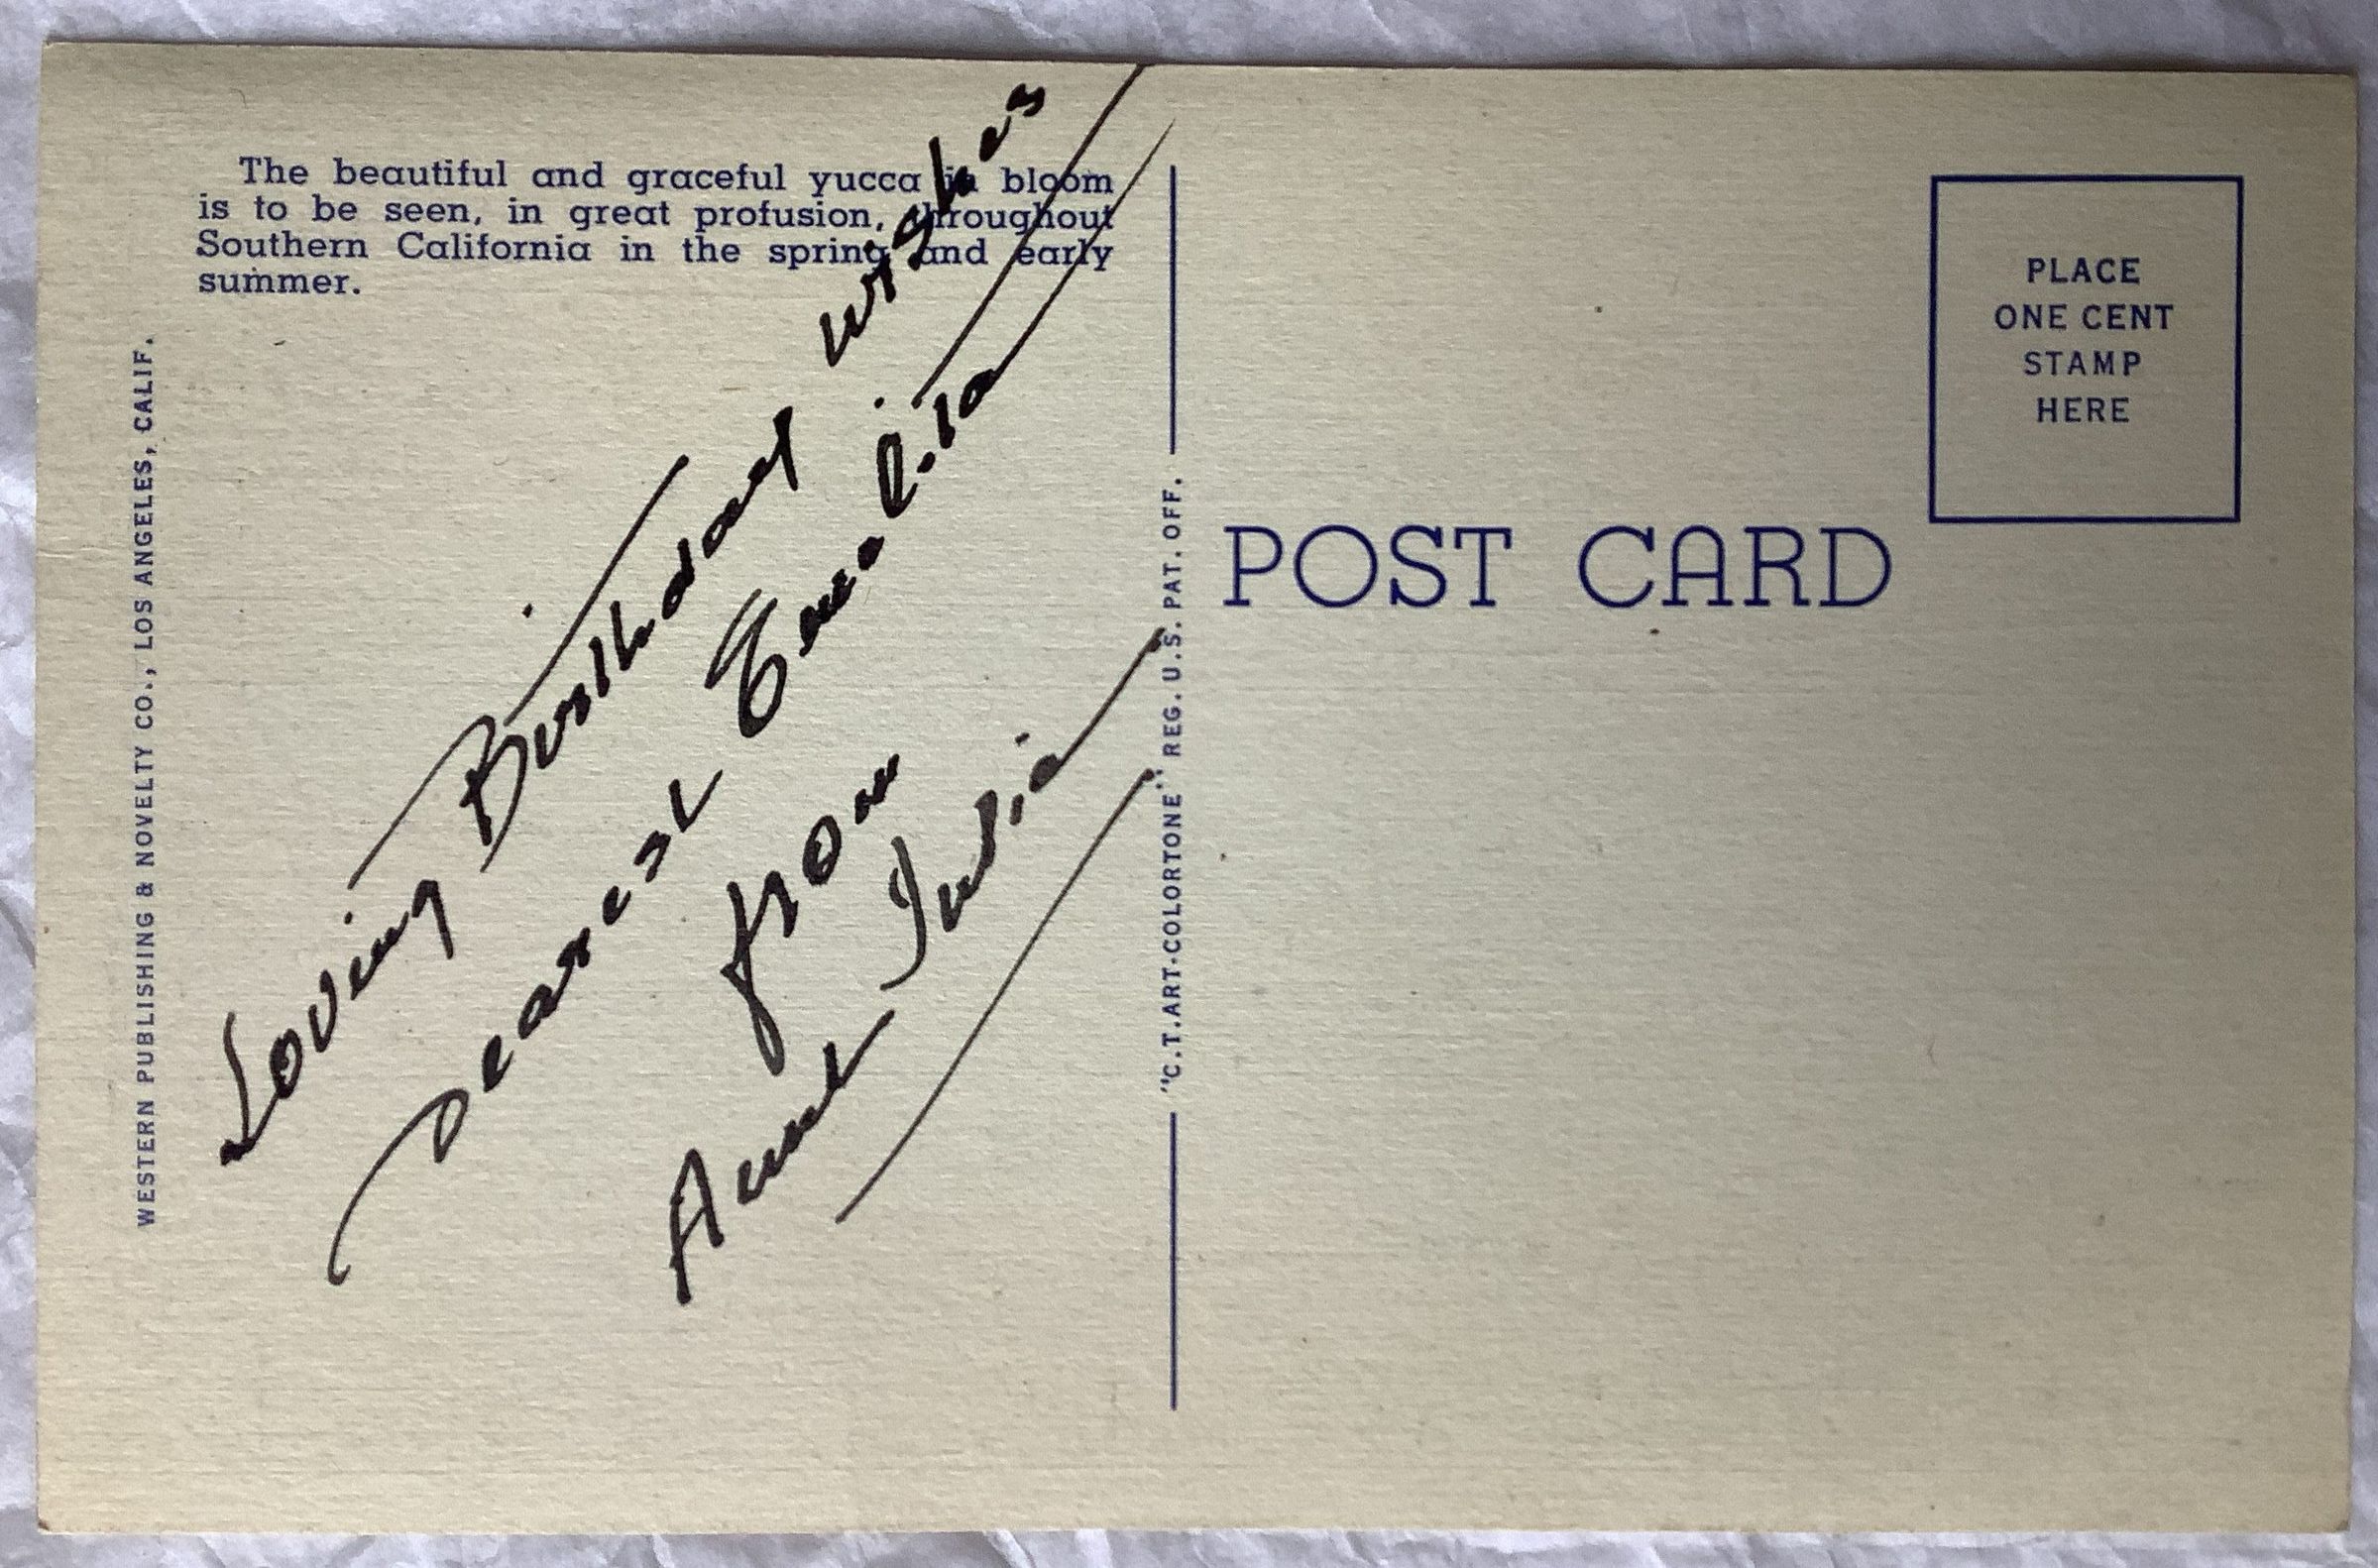 The beautiful and graceful yucca in bloom
is to be seen, in great profusion, throughout
Southern California in the spring and early
summer.
WESTERN PUBLISHING & NOVELTY CO., LOS ANGELES, CALIF.
Loving Birthday wishes
Dearest
from
Aunt Julia
"C.T. ART-COLORTONE" REG. U.S. PAT. OFF.
POST CARD
PLACE
ONE CENT
STAMP
HERE